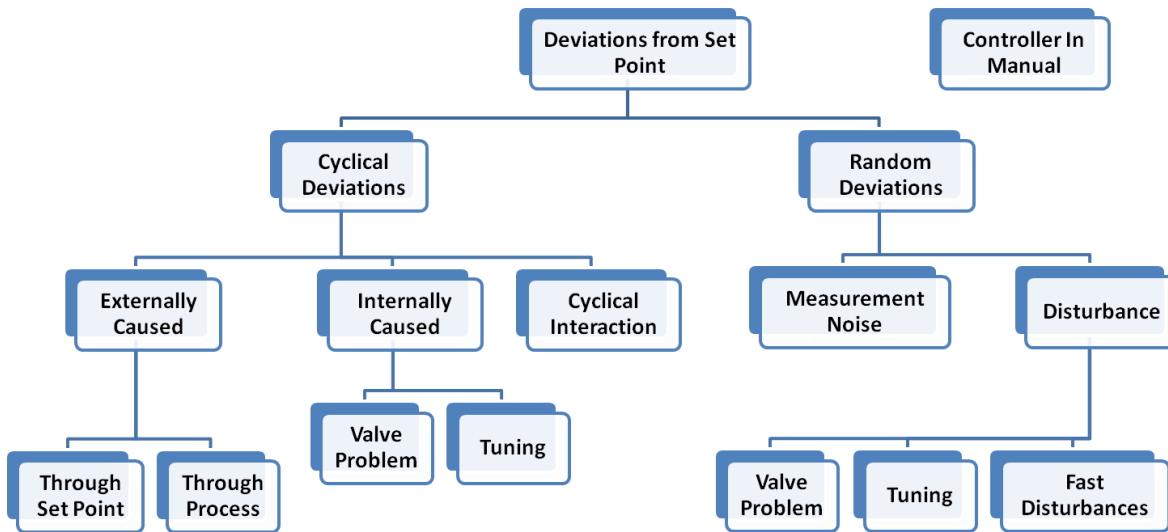 Deviations from Set
Point
Controller In
Manual
Cyclical
Deviations
Random
Deviations
Externally
Caused
Internally
Caused
Cyclical
Interaction
Measurement
Noise
Disturbance
Through
Set Point
Through
Process
Valve
Problem
Tuning
Valve
Problem
Tuning
Fast
Disturbances